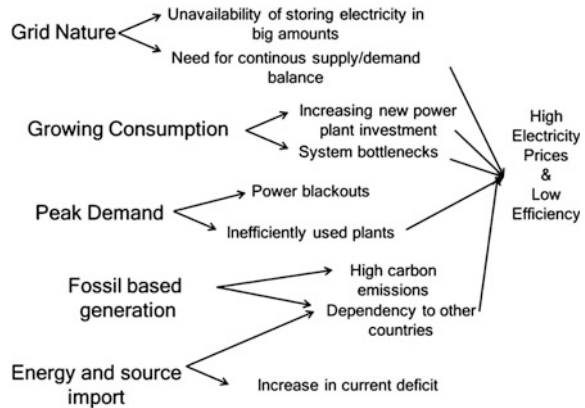 Unavailability of storing electricity in
big amounts
Grid Nature
Need for continous supply/demand
balance
Increasing new power
plant investment
Growing Consumption
System bottlenecks
High
Electricity
Prices
&
Low
Efficiency
Power blackouts
Peak Demand
Inefficiently used plants
High carbon
emissions
Fossil based
generation
Dependency to other
countries
Energy and source
import
Increase in current deficit